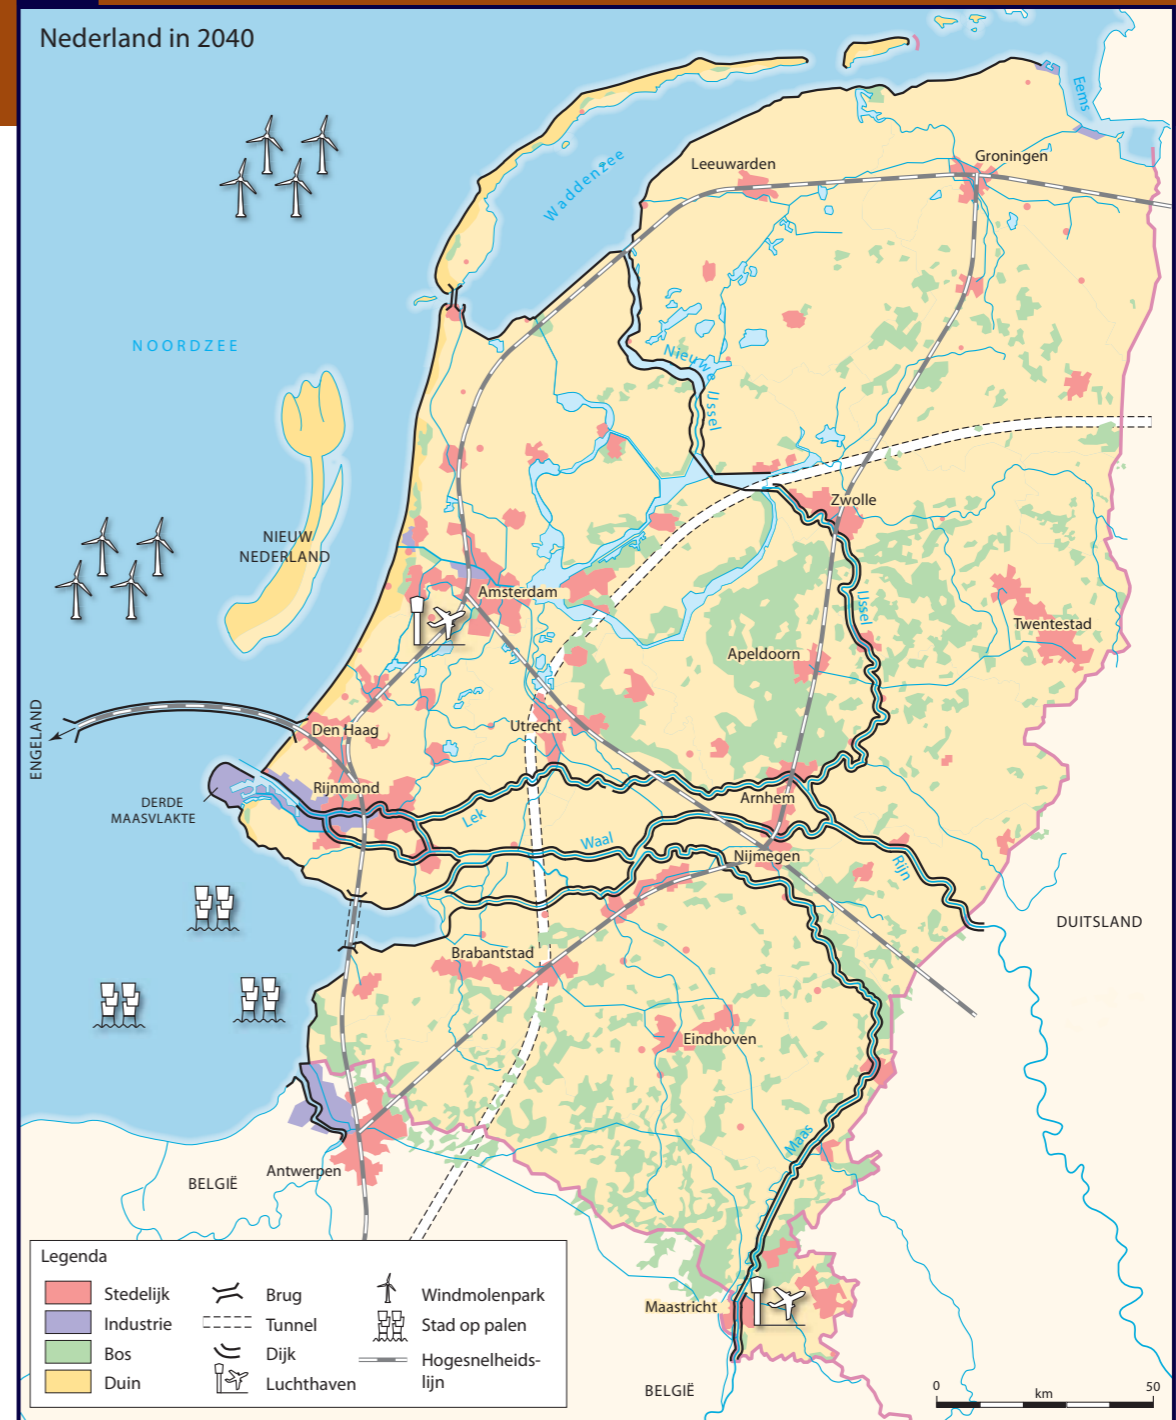 Nederland in 2040
Eems
Groningen
Leeuwarden
Waddenzee
NOORDZEE
Nieuwe IJssel
Zwolle
NIEUW
NEDERLAND
Amsterdam
IJssel
Twentestad
Apeldoorn
ENGELAND
Den Haag
Utrecht
Rijnmond
Arnhem
DERDE
MAASVLAKTE
Lek
Waal
Nijmegen
Rijn
DUITSLAND
Brabantstad
Eindhoven
Maas
Antwerpen
BELGIË
Maastricht
BELGIË
Legenda
Stedelijk
Industrie
Bos
Duin
Brug
Tunnel
Dijk
Luchthaven
Windmolenpark
Stad op palen
Hogesnelheids-
lijn
0 50
km